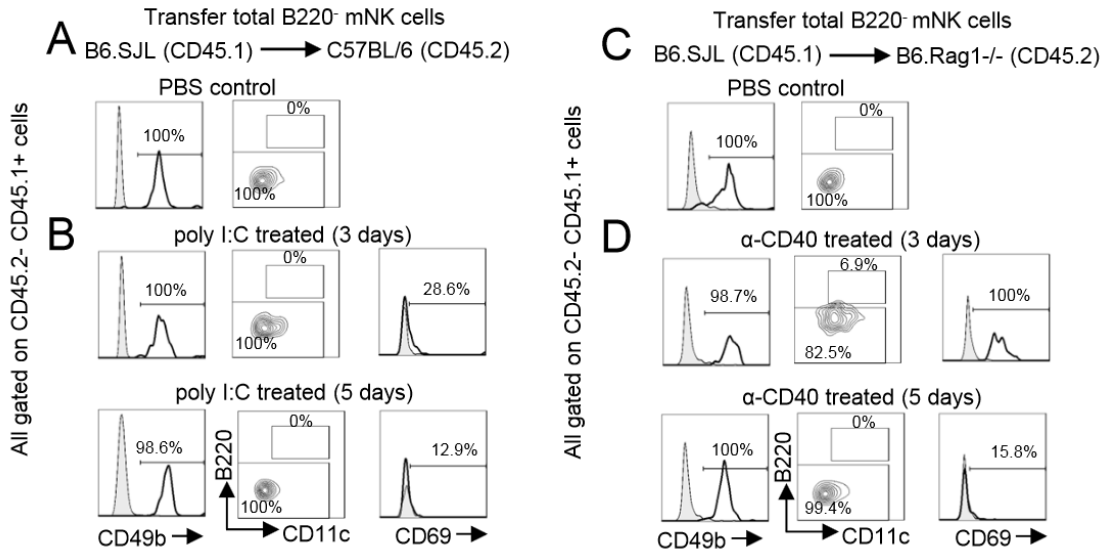 A
Transfer total B220- mNK cells
B6.SJL (CD45.1) → C57BL/6 (CD45.2)
PBS control
100%
0%
100%
All gated on CD45.2- CD45.1+ cells
B
poly I:C treated (3 days)
100%
0%
100%
28.6%
poly I:C treated (5 days)
98.6%
0%
100%
12.9%
B220
CD49b
CD11c
CD69
C
Transfer total B220- mNK cells
B6.SJL (CD45.1) → B6.Rag1-/- (CD45.2)
PBS control
100%
0%
100%
All gated on CD45.2- CD45.1+ cells
D
α-CD40 treated (3 days)
98.7%
6.9%
82.5%
100%
α-CD40 treated (5 days)
100%
0%
99.4%
15.8%
B220
CD49b
CD11c
CD69